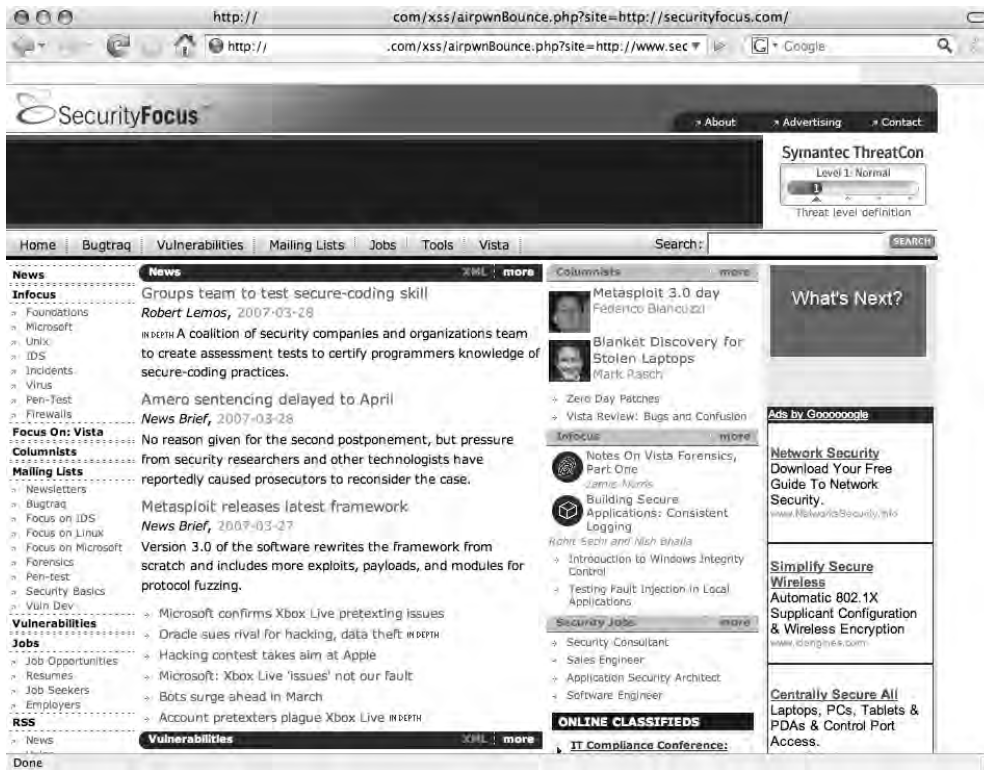 http:// com/xss/airpwnBounce.php?site=http://securityfocus.com/
http:// .com/xss/airpwnBounce.php?site=http://www.sec
G Google
SecurityFocus
About
Advertising
Contact
Symantec ThreatCon
Level 1: Normal
1
Threat level definition
Home
Bugtraq
Vulnerabilities
Mailing Lists
Jobs
Tools
Vista
Search:
SEARCH
News
Infocus
Foundations
Microsoft
Unix
IDS
Incidents
Virus
Pen-Test
Firewalls
Focus On: Vista
Columnists
Mailing Lists
Newsletters
Bugtraq
Focus on IDS
Focus on Linux
Focus on Microsoft
Forensics
Pen-test
Security Basics
Vuln Dev
Vulnerabilities
Jobs
Job Opportunities
Resumes
Job Seekers
Employers
RSS
News
News XML more
Groups team to test secure-coding skill
Robert Lemos, 2007-03-28
IN DEPTH A coalition of security companies and organizations team
to create assessment tests to certify programmers knowledge of
secure-coding practices.
Amero sentencing delayed to April
News Brief, 2007-03-28
No reason given for the second postponement, but pressure
from security researchers and other technologists have
reportedly caused prosecutors to reconsider the case.
Metasploit releases latest framework
News Brief, 2007-03-27
Version 3.0 of the software rewrites the framework from
scratch and includes more exploits, payloads, and modules for
protocol fuzzing.
Microsoft confirms Xbox Live pretexting issues
Oracle sues rival for hacking, data theft IN DEPTH
Hacking contest takes aim at Apple
Microsoft: Xbox Live 'issues' not our fault
Bots surge ahead in March
Account pretexters plague Xbox Live IN DEPTH
Vulnerabilities XML more
Columnists more
Metasploit 3.0 day
Federico Biancuzzi
Blanket Discovery for
Stolen Laptops
Mark Rasch
Zero Day Patches
Vista Review: Bugs and Confusion
Infocus more
Notes On Vista Forensics,
Part One
Jamie Morris
Building Secure
Applications: Consistent
Logging
Rohit Sethi and Nish Bhalla
Introduction to Windows Integrity
Control
Testing Fault Injection in Local
Applications
Security Jobs more
Security Consultant
Sales Engineer
Application Security Architect
Software Engineer
ONLINE CLASSIFIEDS
IT Compliance Conference:
What's Next?
Ads by Goooooogle
Network Security
Download Your Free
Guide To Network
Security.
Simplify Secure
Wireless
Automatic 802.1X
Supplicant Configuration
& Wireless Encryption
Centrally Secure All
Laptops, PCs, Tablets &
PDAs & Control Port
Access.
Done